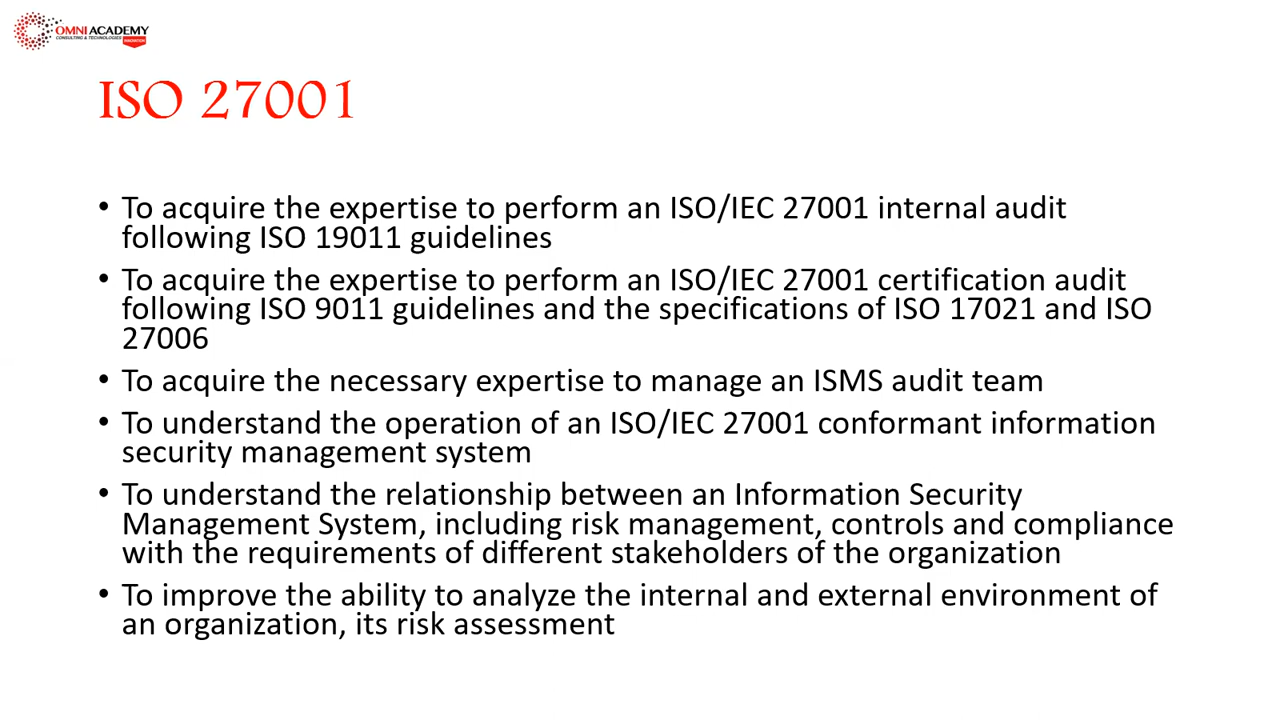 OMNI ACADEMY
CONSULTING & TECHNOLOGIES
ISO 27001
• To acquire the expertise to perform an ISO/IEC 27001 internal audit
following ISO 19011 guidelines
• To acquire the expertise to perform an ISO/IEC 27001 certification audit
following ISO 9011 guidelines and the specifications of ISO 17021 and ISO
27006
• To acquire the necessary expertise to manage an ISMS audit team
• To understand the operation of an ISO/IEC 27001 conformant information
security management system
• To understand the relationship between an Information Security
Management System, including risk management, controls and compliance
with the requirements of different stakeholders of the organization
• To improve the ability to analyze the internal and external environment of
an organization, its risk assessment